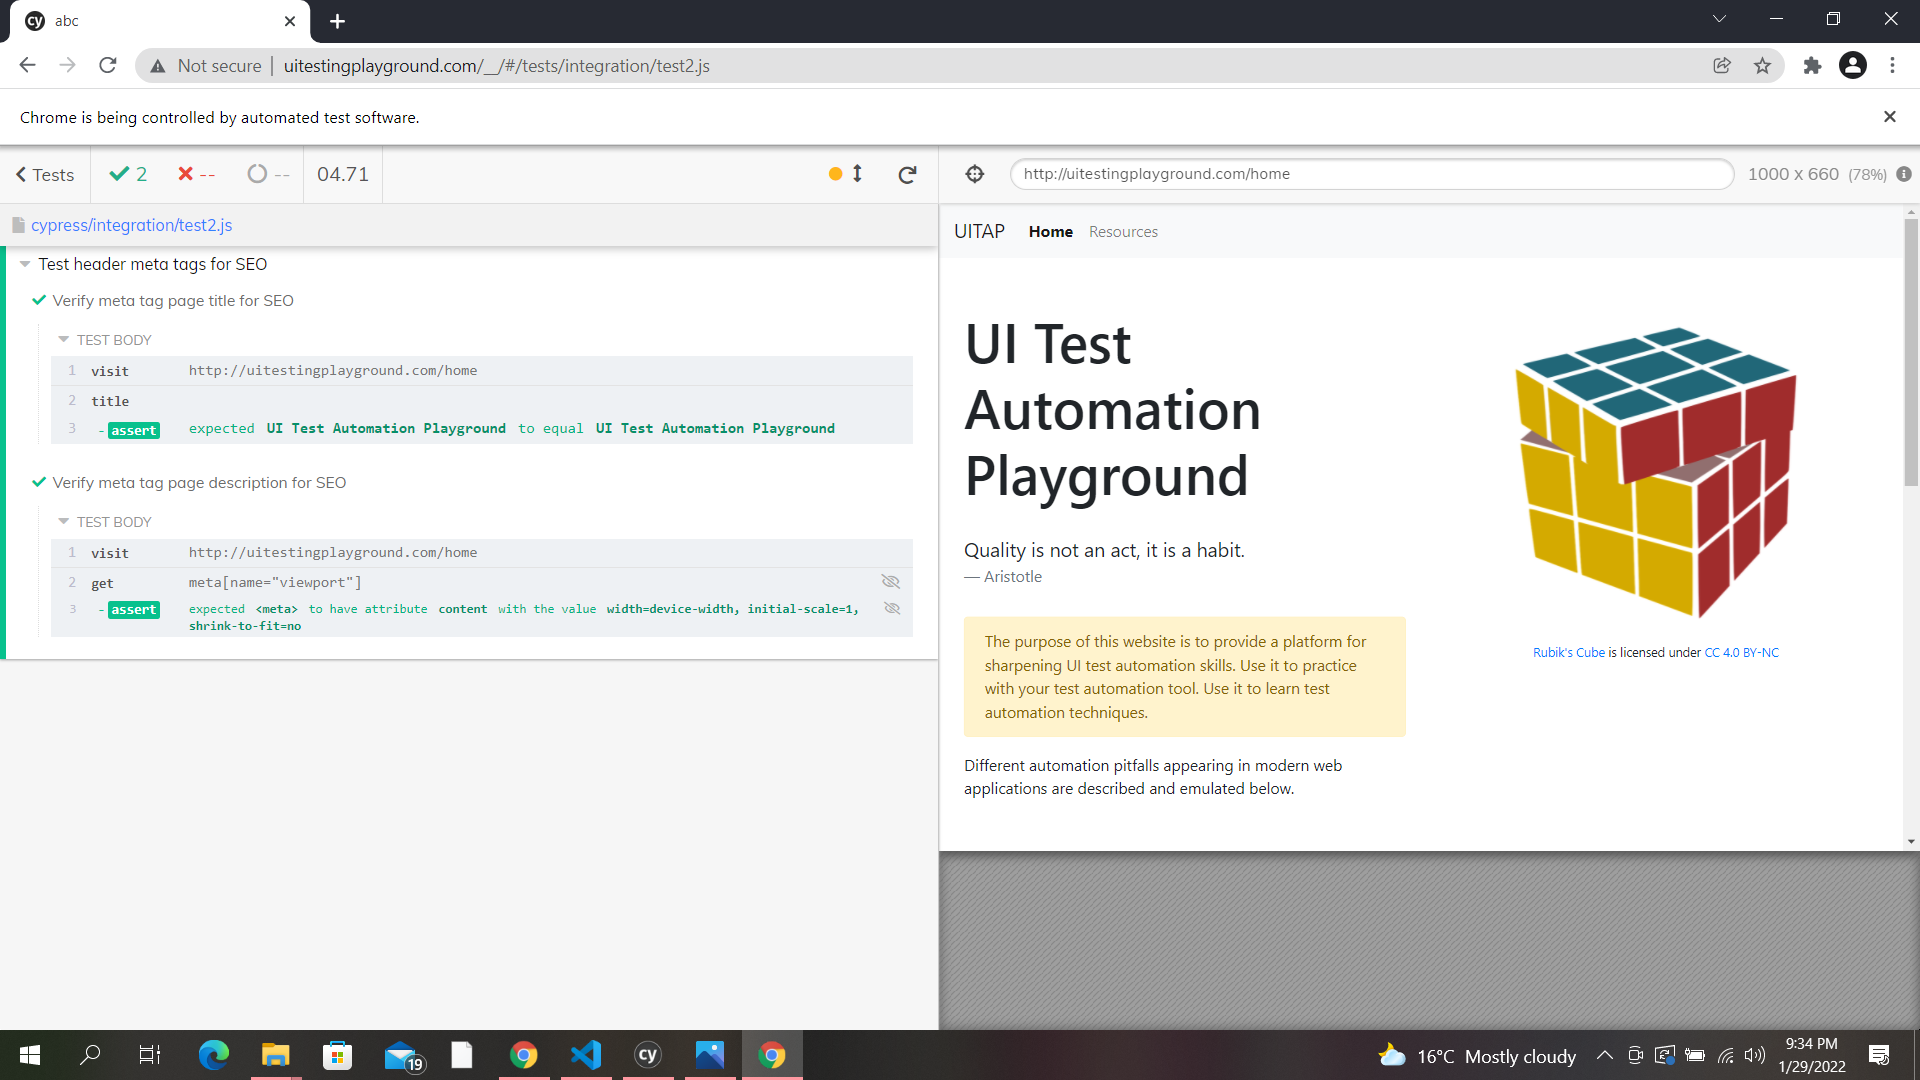 abc
Not secure
uitestingplayground.com/__/#/tests/integration/test2.js
Chrome is being controlled by automated test software.
Tests
2
--
--
04.71
http://uitestingplayground.com/home
1000 x 660 (78%)
cypress/integration/test2.js
Test header meta tags for SEO
Verify meta tag page title for SEO
TEST BODY
1 visit http://uitestingplayground.com/home
2 title
3 -assert expected UI Test Automation Playground to equal UI Test Automation Playground
Verify meta tag page description for SEO
TEST BODY
1 visit http://uitestingplayground.com/home
2 get meta[name="viewport"]
3 -assert expected <meta> to have attribute content with the value width=device-width, initial-scale=1,
shrink-to-fit=no
UITAP Home Resources
UI Test
Automation
Playground
Quality is not an act, it is a habit.
— Aristotle
The purpose of this website is to provide a platform for
sharpening UI test automation skills. Use it to practice
with your test automation tool. Use it to learn test
automation techniques.
Different automation pitfalls appearing in modern web
applications are described and emulated below.
Rubik's Cube is licensed under CC 4.0 BY-NC
19
cy
16°C Mostly cloudy
9:34 PM
1/29/2022